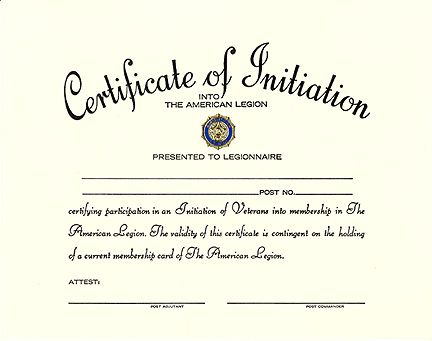 Certificate of Initiation
INTO
THE AMERICAN LEGION
PRESENTED TO LEGIONNAIRE
POST NO.
certifying participation in an Initiation of Veterans into membership in The
American Legion. The validity of this certificate is contingent on the holding
of a current membership card of The American Legion.
ATTEST:
POST ADJUTANT POST COMMANDER